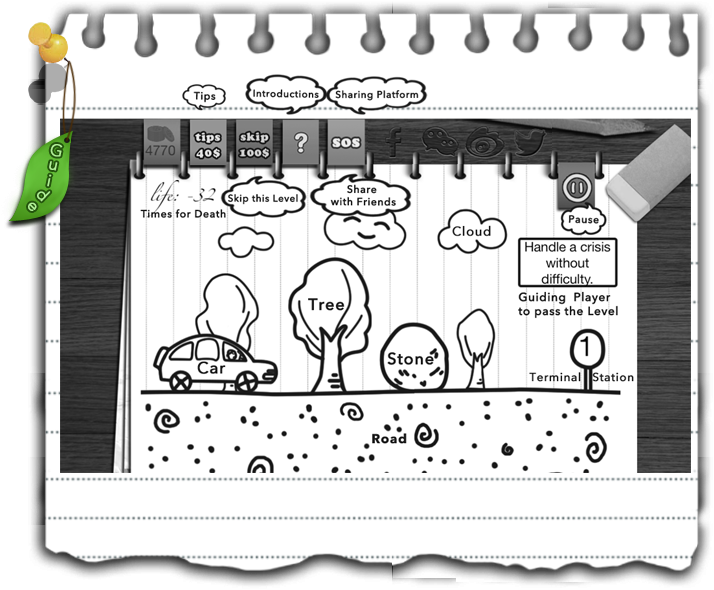 Tips
Introductions
Sharing Platform
Guide
4770
tips
40$
skip
100$
?
sos
f
life: -32
Times for Death
Skip this Level
Share
with Friends
Pause
Cloud
Handle a crisis
without
difficulty.
Guiding Player
to pass the Level
Tree
Stone
Car
1
Terminal Station
Road